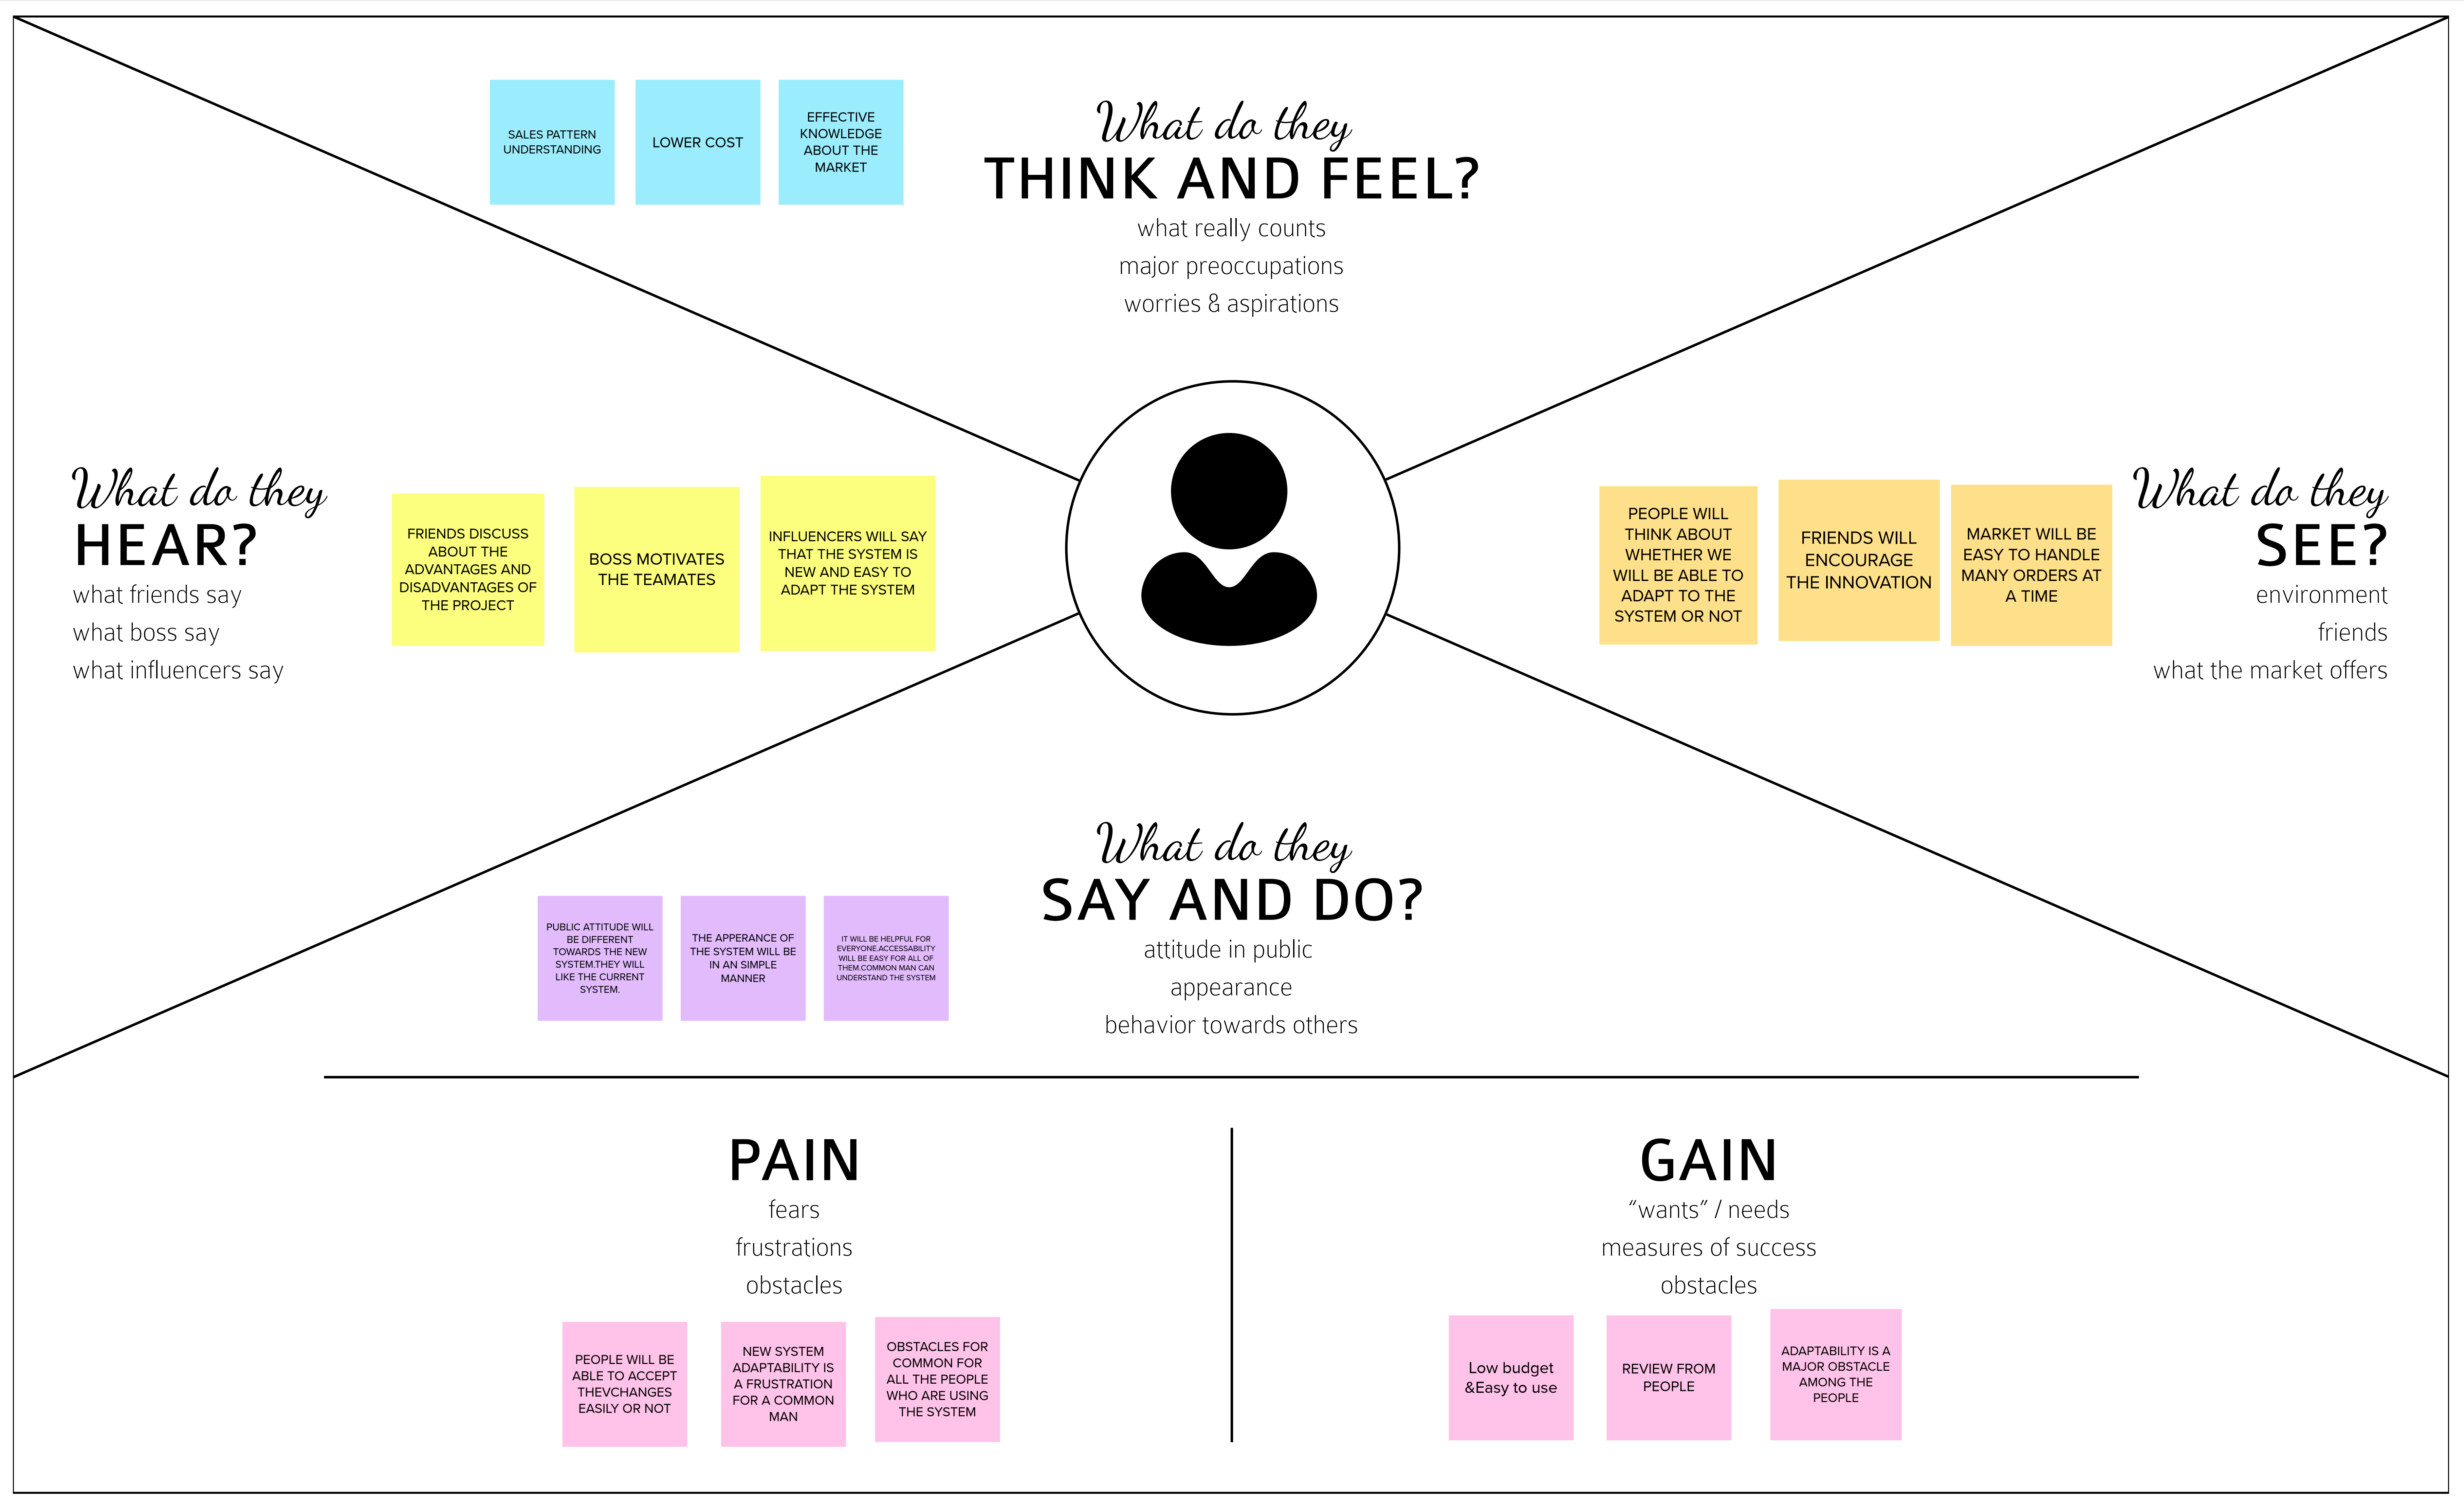 SALES PATTERN
UNDERSTANDING
LOWER COST
EFFECTIVE
KNOWLEDGE
ABOUT THE
MARKET
What do they
THINK AND FEEL?
what really counts
major preoccupations
worries & aspirations
What do they
HEAR?
what friends say
what boss say
what influencers say
FRIENDS DISCUSS
ABOUT THE
ADVANTAGES AND
DISADVANTAGES OF
THE PROJECT
BOSS MOTIVATES
THE TEAMATES
INFLUENCERS WILL SAY
THAT THE SYSTEM IS
NEW AND EASY TO
ADAPT THE SYSTEM
PEOPLE WILL
THINK ABOUT
WHETHER WE
WILL BE ABLE TO
ADAPT TO THE
SYSTEM OR NOT
FRIENDS WILL
ENCOURAGE
THE INNOVATION
MARKET WILL BE
EASY TO HANDLE
MANY ORDERS AT
A TIME
What do they
SEE?
environment
friends
what the market offers
PUBLIC ATTITUDE WILL
BE DIFFERENT
TOWARDS THE NEW
SYSTEM.THEY WILL
LIKE THE CURRENT
SYSTEM.
THE APPERANCE OF
THE SYSTEM WILL BE
IN AN SIMPLE
MANNER
IT WILL BE HELPFUL FOR
EVERYONE.ACCESSABILITY
WILL BE EASY FOR ALL OF
THEM.COMMON MAN CAN
UNDERSTAND THE SYSTEM
What do they
SAY AND DO?
attitude in public
appearance
behavior towards others
PAIN
fears
frustrations
obstacles
PEOPLE WILL BE
ABLE TO ACCEPT
THEVCHANGES
EASILY OR NOT
NEW SYSTEM
ADAPTABILITY IS
A FRUSTRATION
FOR A COMMON
MAN
OBSTACLES FOR
COMMON FOR
ALL THE PEOPLE
WHO ARE USING
THE SYSTEM
GAIN
“wants” / needs
measures of success
obstacles
Low budget
&Easy to use
REVIEW FROM
PEOPLE
ADAPTABILITY IS A
MAJOR OBSTACLE
AMONG THE
PEOPLE